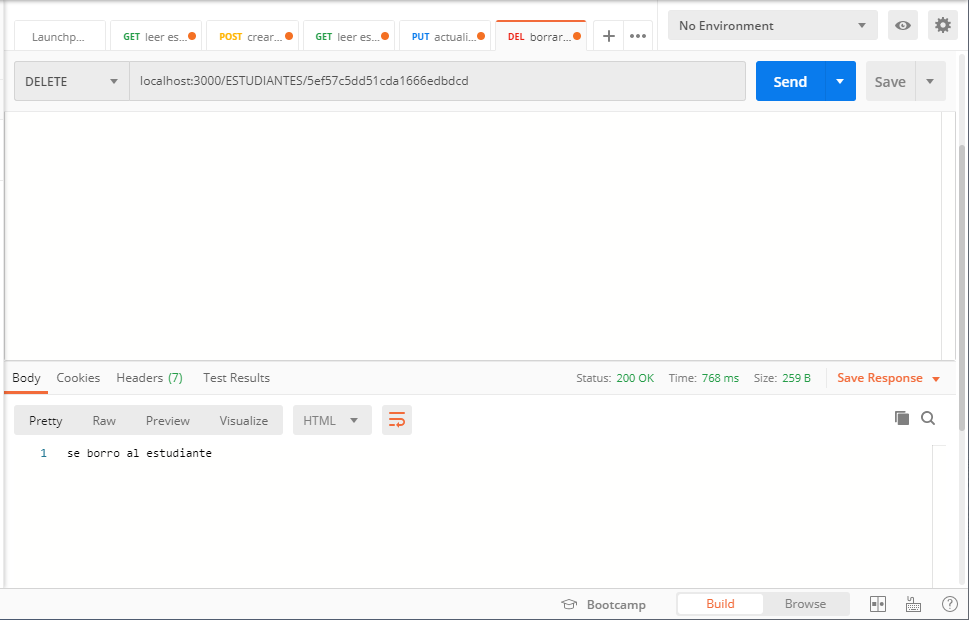 Launchp...
GET leer es...
POST crear...
GET leer es...
PUT actuali...
DEL borrar...
No Environment
DELETE
localhost:3000/ESTUDIANTES/5ef57c5dd51cda1666edbdcd
Send
Save
Body
Cookies
Headers (7)
Test Results
Status: 200 OK
Time: 768 ms
Size: 259 B
Save Response
Pretty
Raw
Preview
Visualize
HTML
1 se borro al estudiante
Bootcamp
Build
Browse